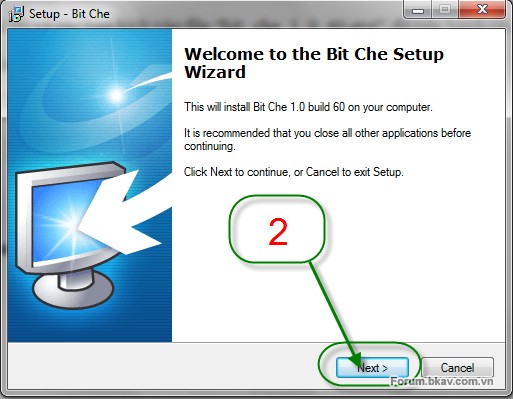 Setup - Bit Che
Welcome to the Bit Che Setup
Wizard
This will install Bit Che 1.0 build 60 on your computer.
It is recommended that you close all other applications before
continuing.
Click Next to continue, or Cancel to exit Setup.
2
Next >
Cancel
Forum.bkav.com.vn